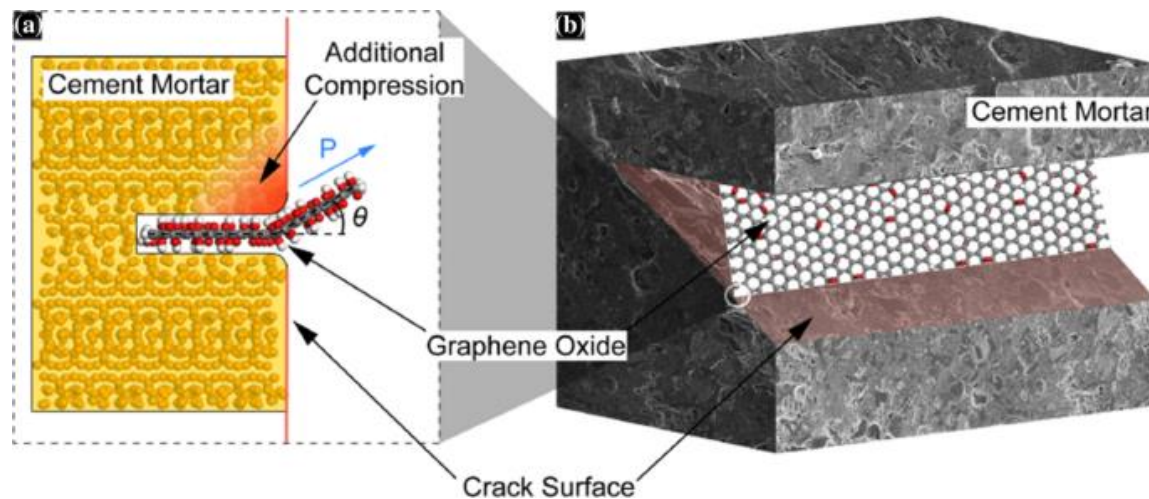 (a)
Cement Mortar
Additional
Compression
P
θ
Graphene Oxide
Crack Surface
(b)
Cement Mortar